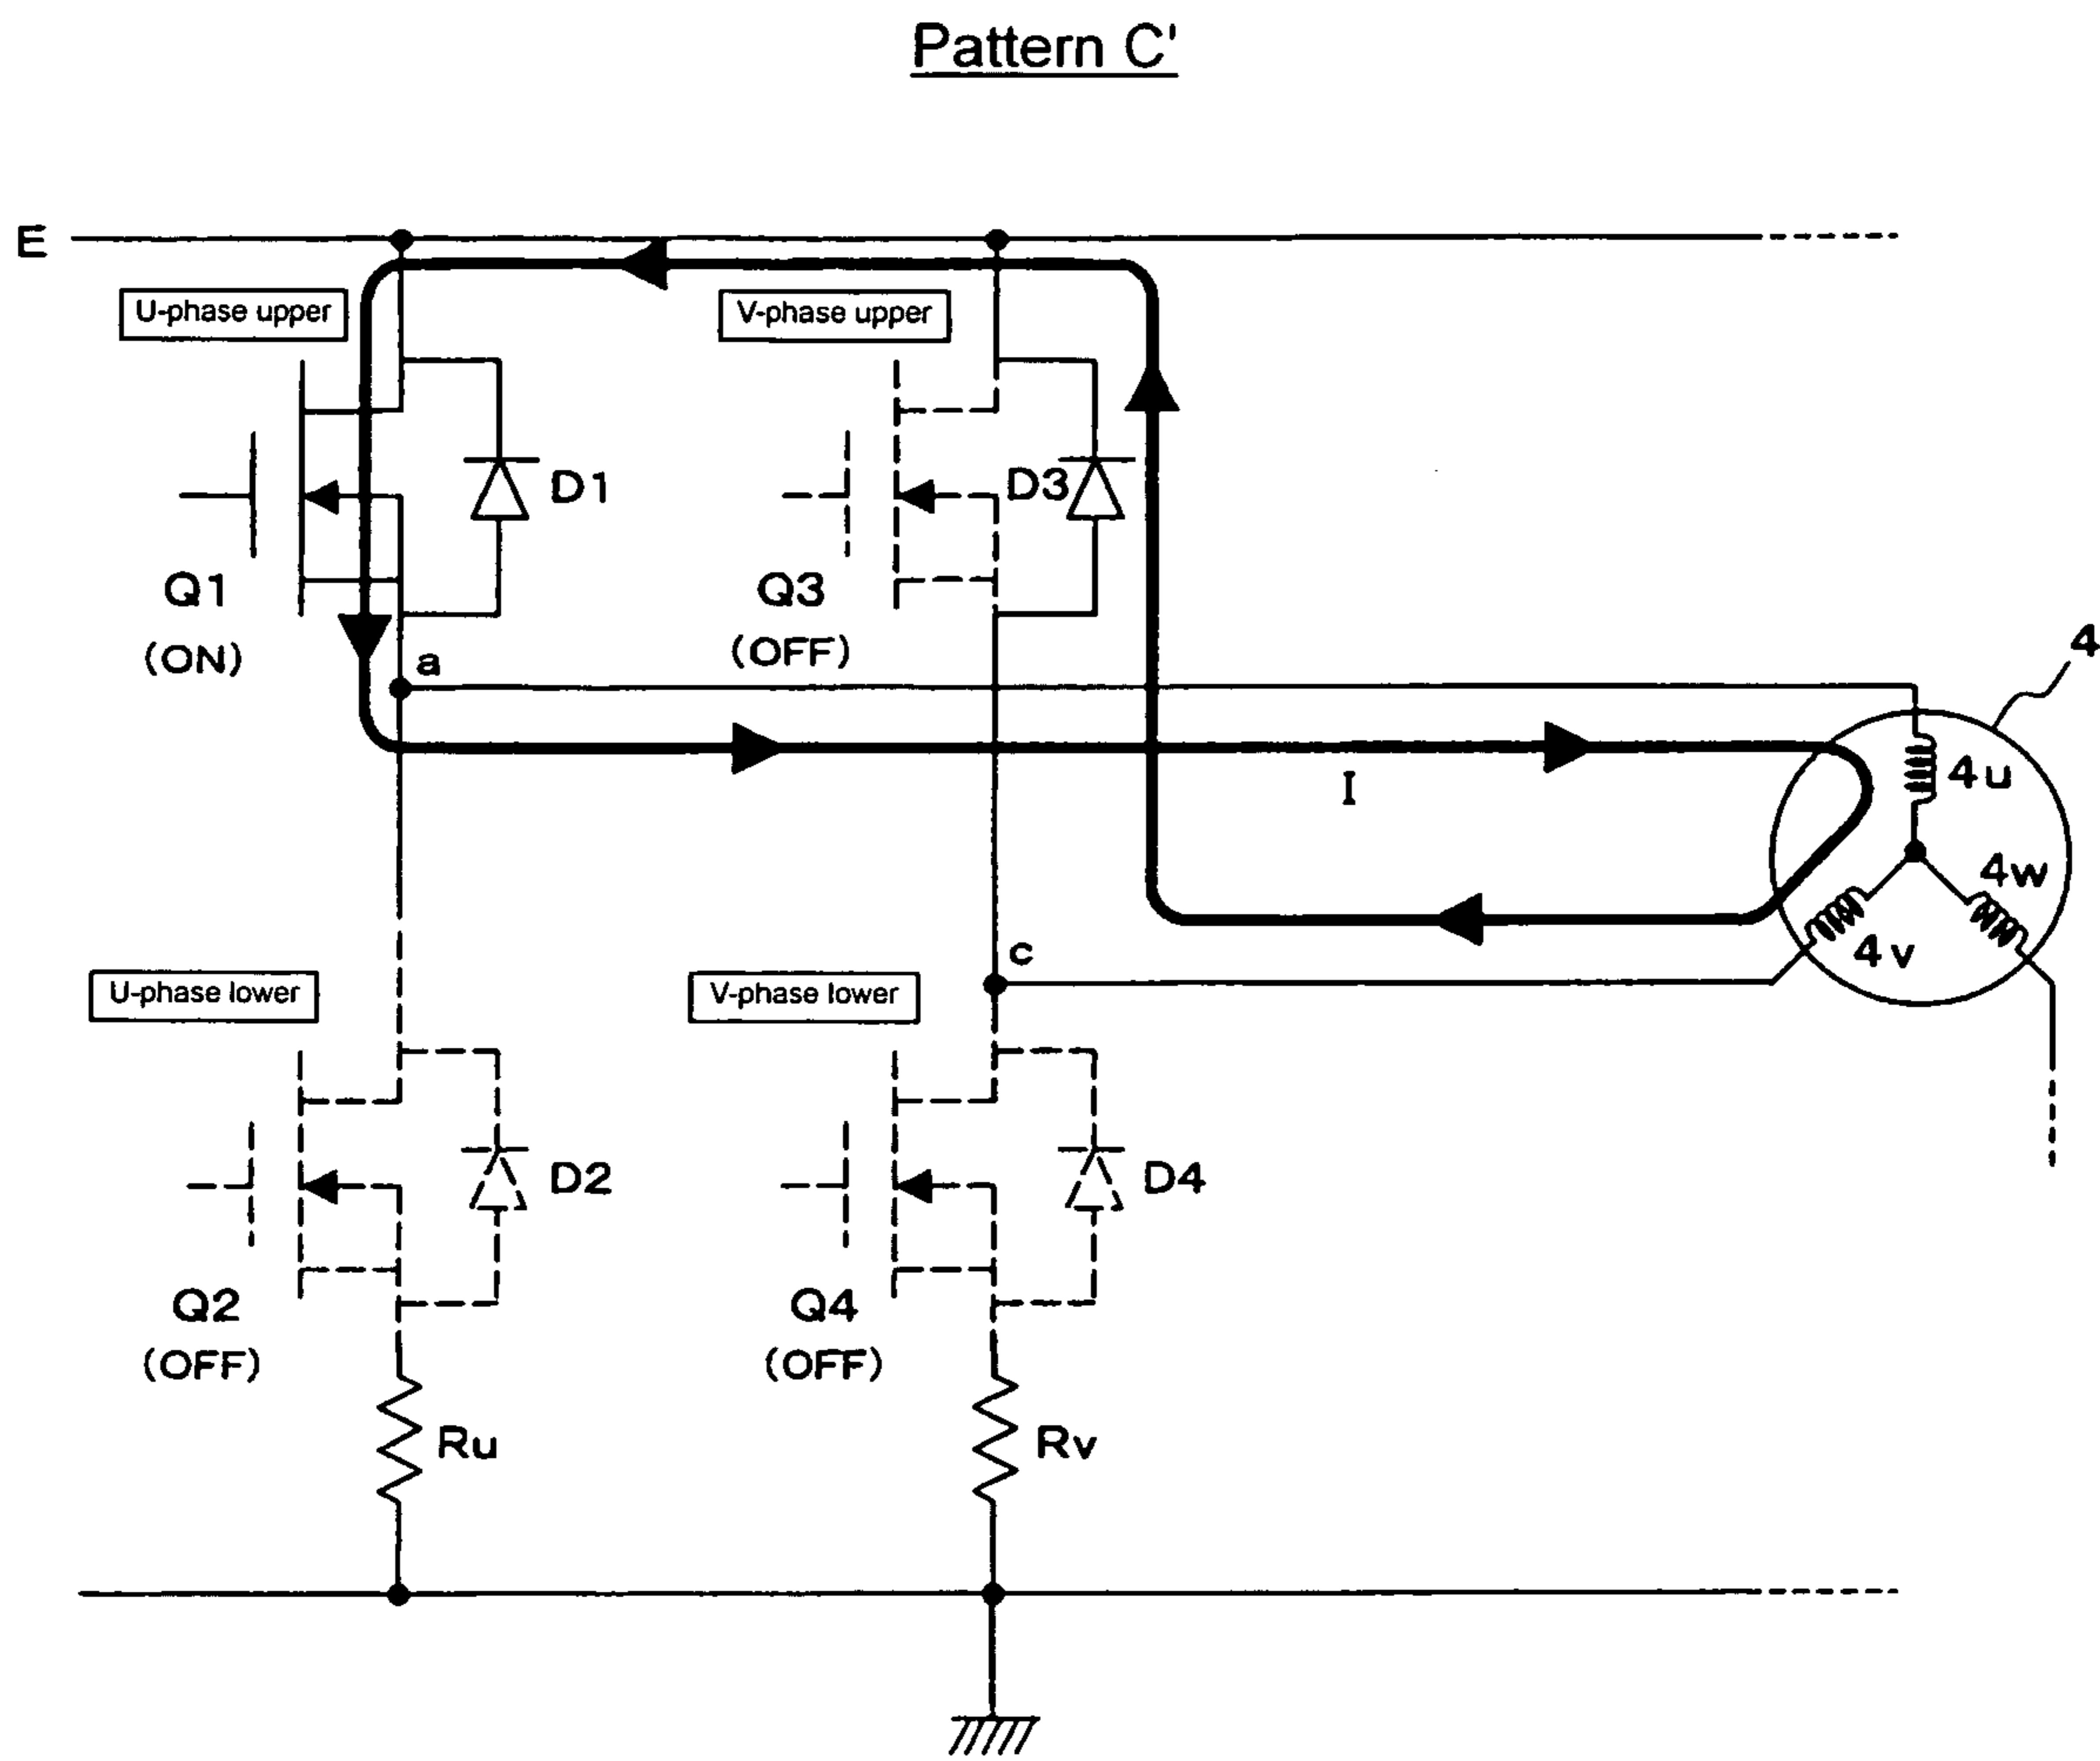 Pattern C'
E
U-phase upper
V-phase upper
D1
D3
Q1
(ON)
Q3
(OFF)
a
4
I
4u
4w
4v
c
U-phase lower
V-phase lower
D2
D4
Q2
(OFF)
Q4
(OFF)
Ru
Rv